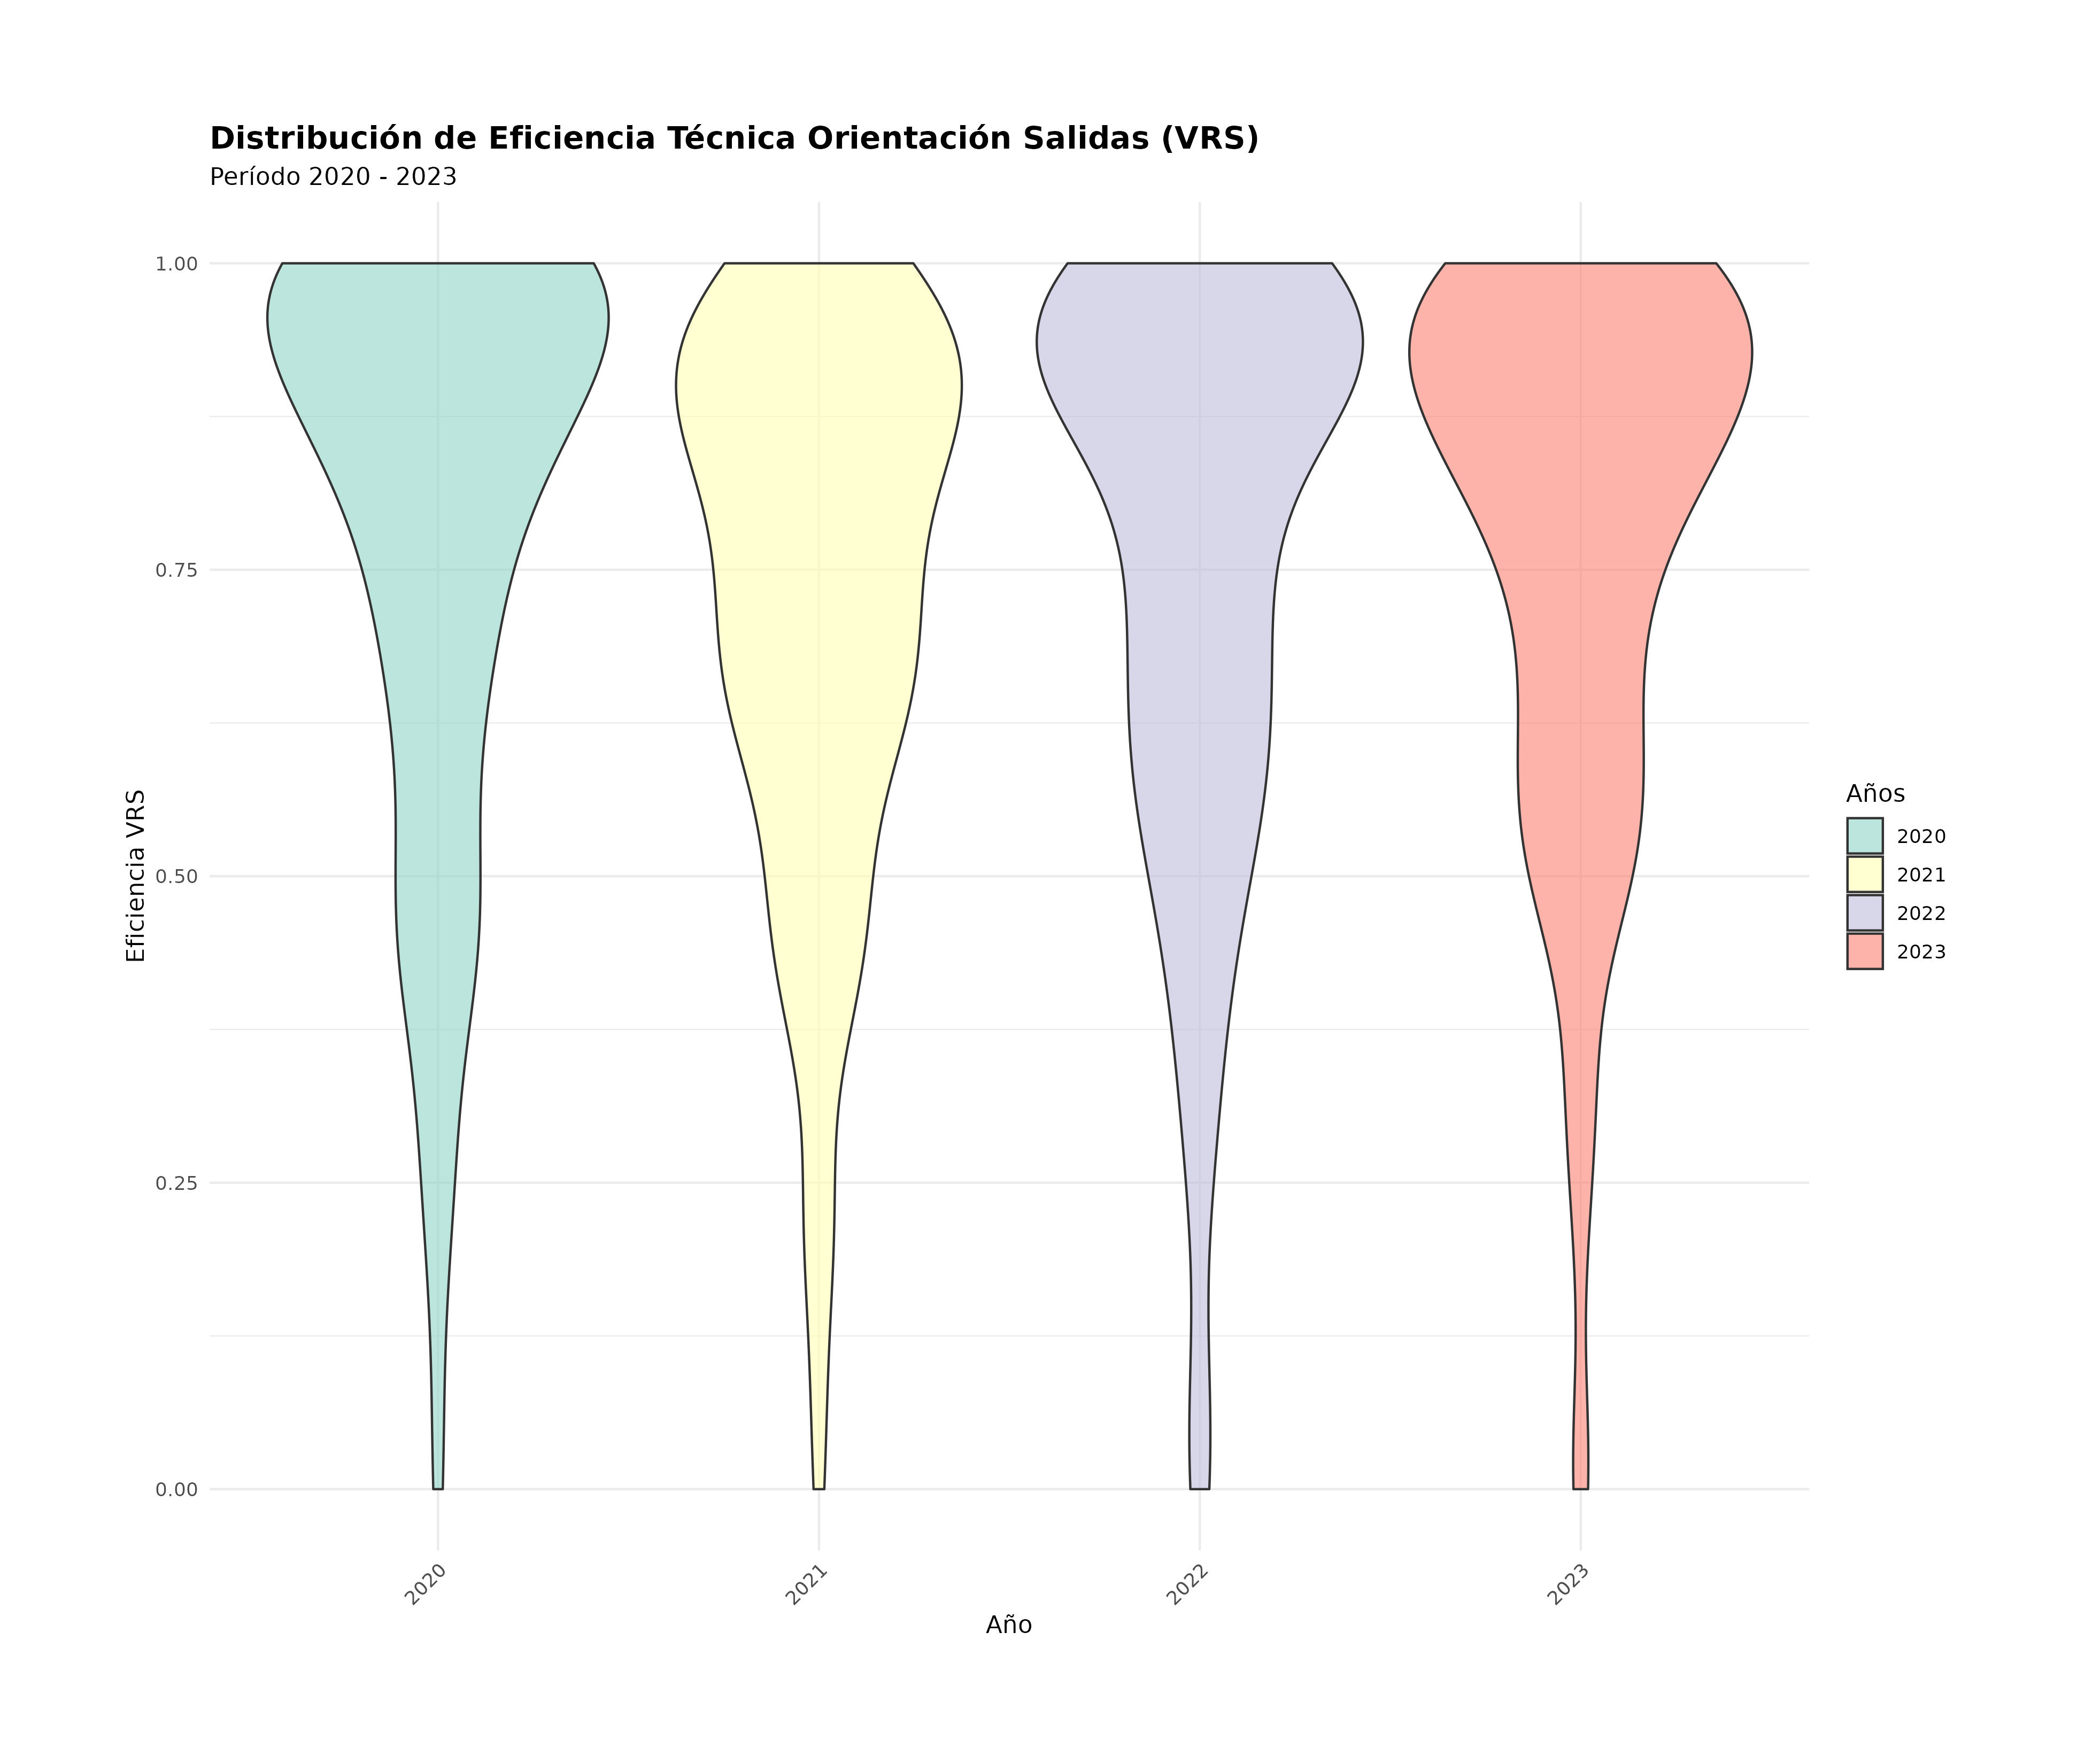 Distribución de Eficiencia Técnica Orientación Salidas (VRS)
Período 2020 - 2023
Eficiencia VRS
1.00
0.75
0.50
0.25
0.00
2020
2021
2022
2023
Año
Años
2020
2021
2022
2023